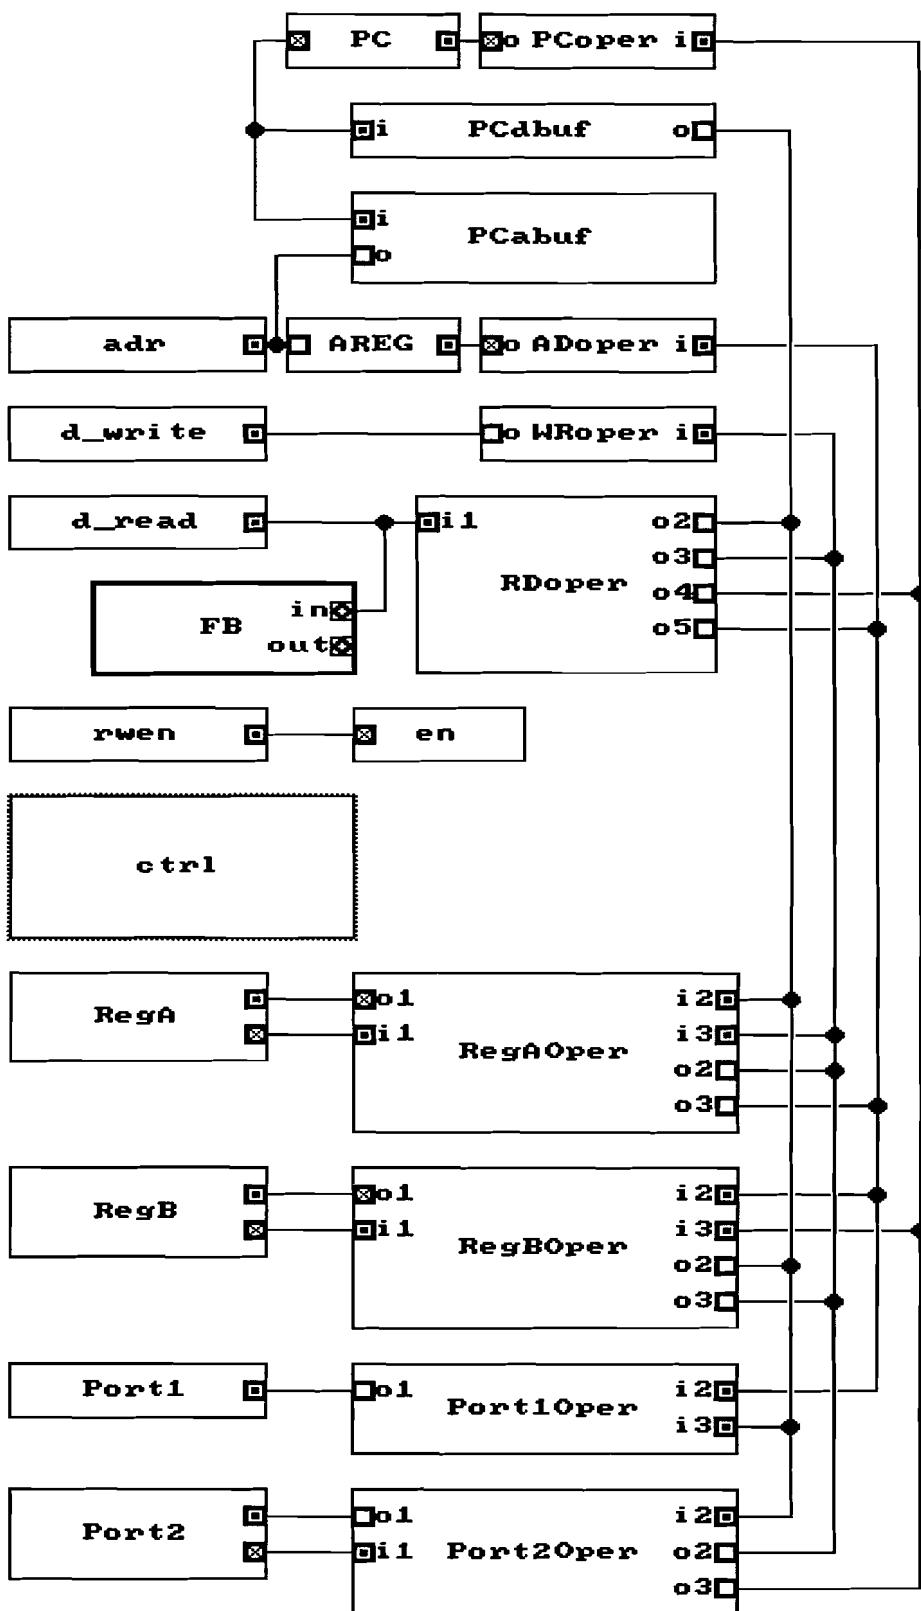 PC
o PCoper i
i PCdbuf o
i
PCabuf
o
adr
AREG
o ADoper i
d_write
o WRoper i
d_read
i1
o2
o3
RDoper
o4
o5
in
FB
out
rwen
en
ctrl
RegA
o1
i2
i1
i3
RegAOper
o2
o3
RegB
o1
i2
i1
i3
RegBOper
o2
o3
Port1
o1
i2
Port1Oper
i3
Port2
o1
i2
i1 Port2Oper o2
o3